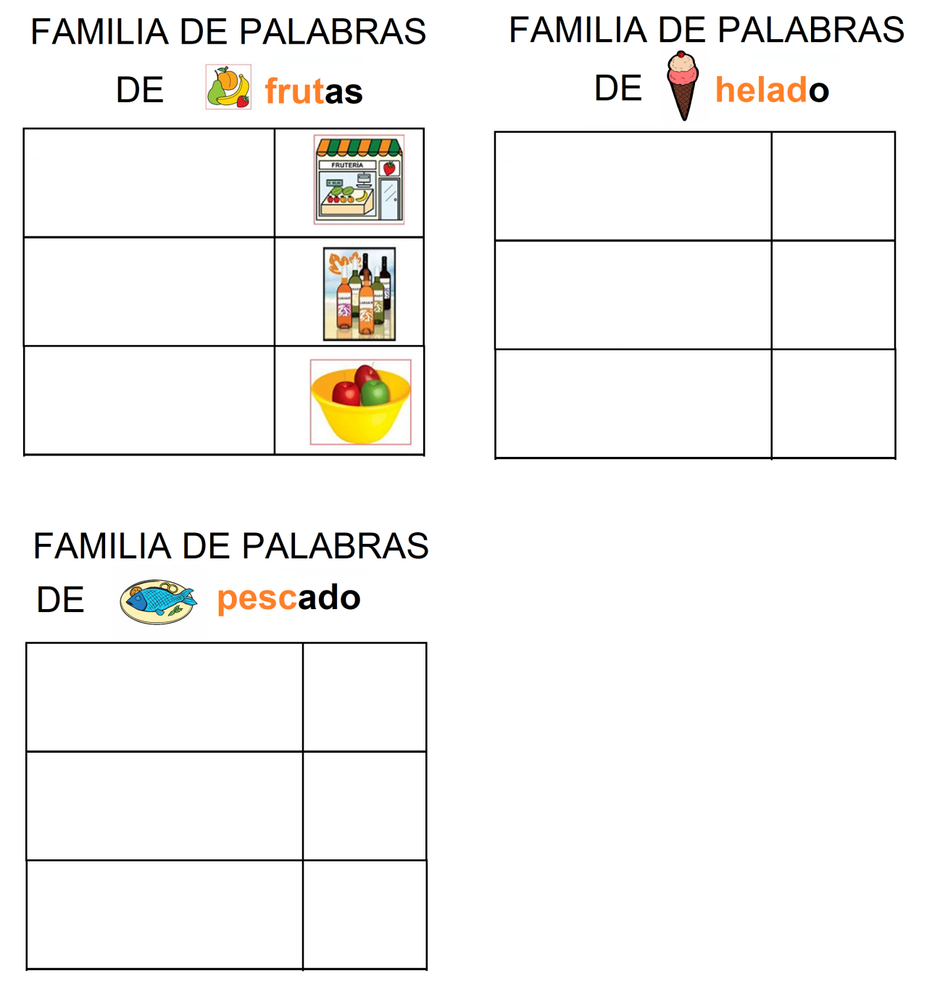 FAMILIA DE PALABRAS
DE frutas
FRUTERÍA
FAMILIA DE PALABRAS
DE helado
FAMILIA DE PALABRAS
DE pescado